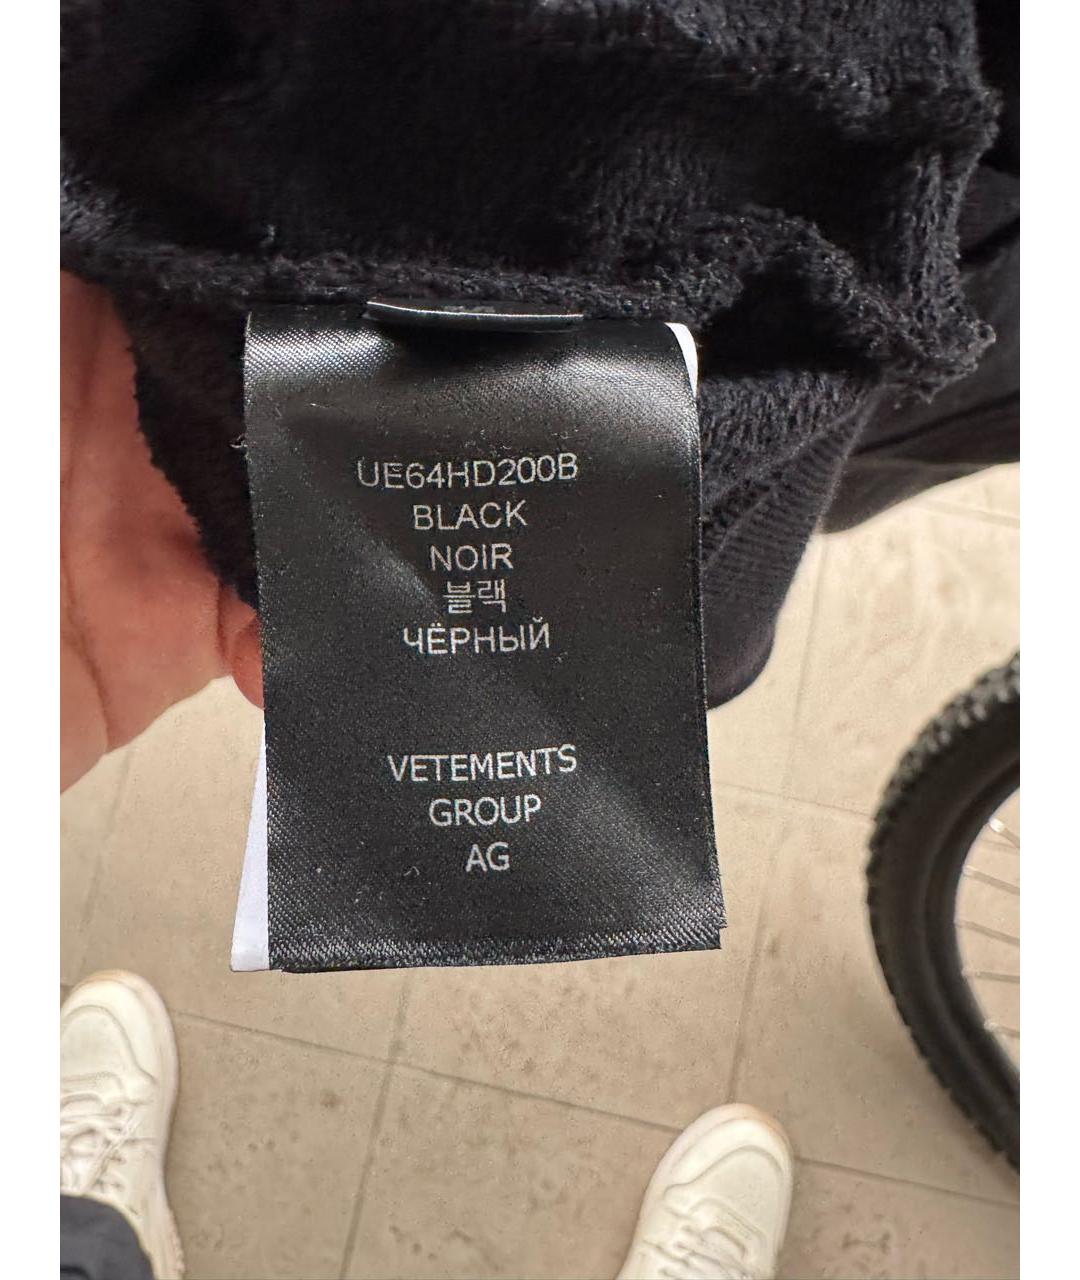 UE64HD200B
BLACK
NOIR
블랙
ЧЁРНЫЙ
VETEMENTS
GROUP
AG